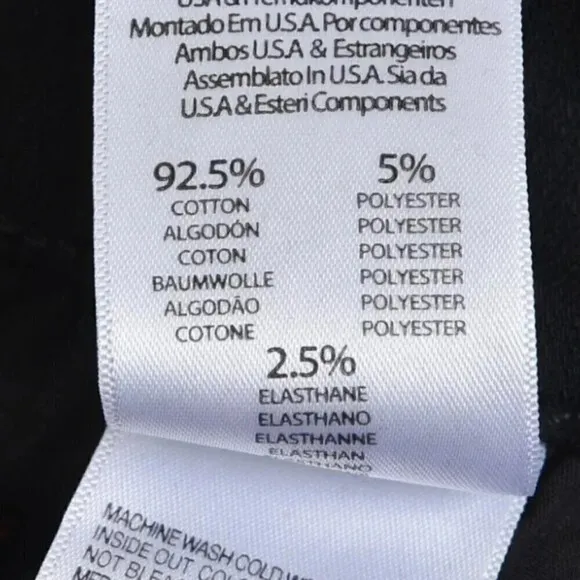 Montado Em U.S.A. Por componentes
Ambos U.S.A & Estrangeiros
Assemblato In U.S.A. Sia da
U.S.A & Esteri Components
92.5%
COTTON
ALGODÓN
COTON
BAUMWOLLE
ALGODÃO
COTONE
5%
POLYESTER
POLYESTER
POLYESTER
POLYESTER
POLYESTER
POLYESTER
2.5%
ELASTHANE
ELASTHANO
ELASTHANNE
ELASTHAN
ELASTHANO
MACHINE WASH COLD
INSIDE OUT
NOT